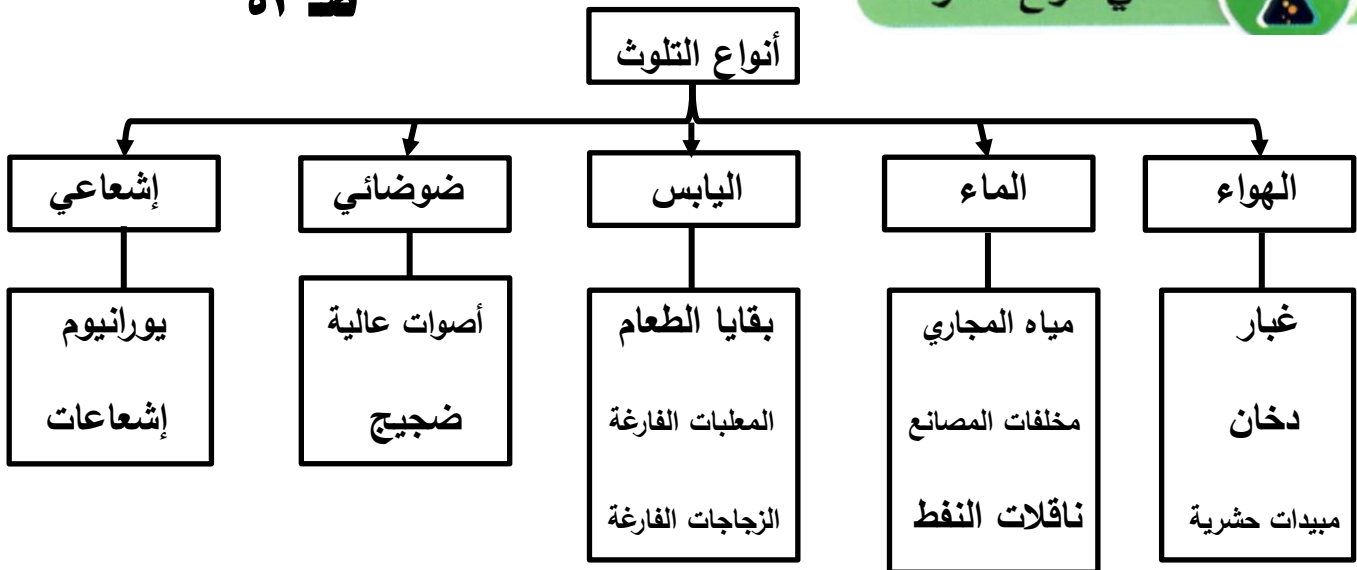 أنواع التلوث
الهواء
الماء
اليابس
ضوضائي
إشعاعي
غبار
دخان
مبيدات حشرية
مياه المجاري
مخلفات المصانع
ناقلات النفط
بقايا الطعام
المعلبات الفارغة
الزجاجات الفارغة
أصوات عالية
ضجيج
يورانيوم
إشعاعات